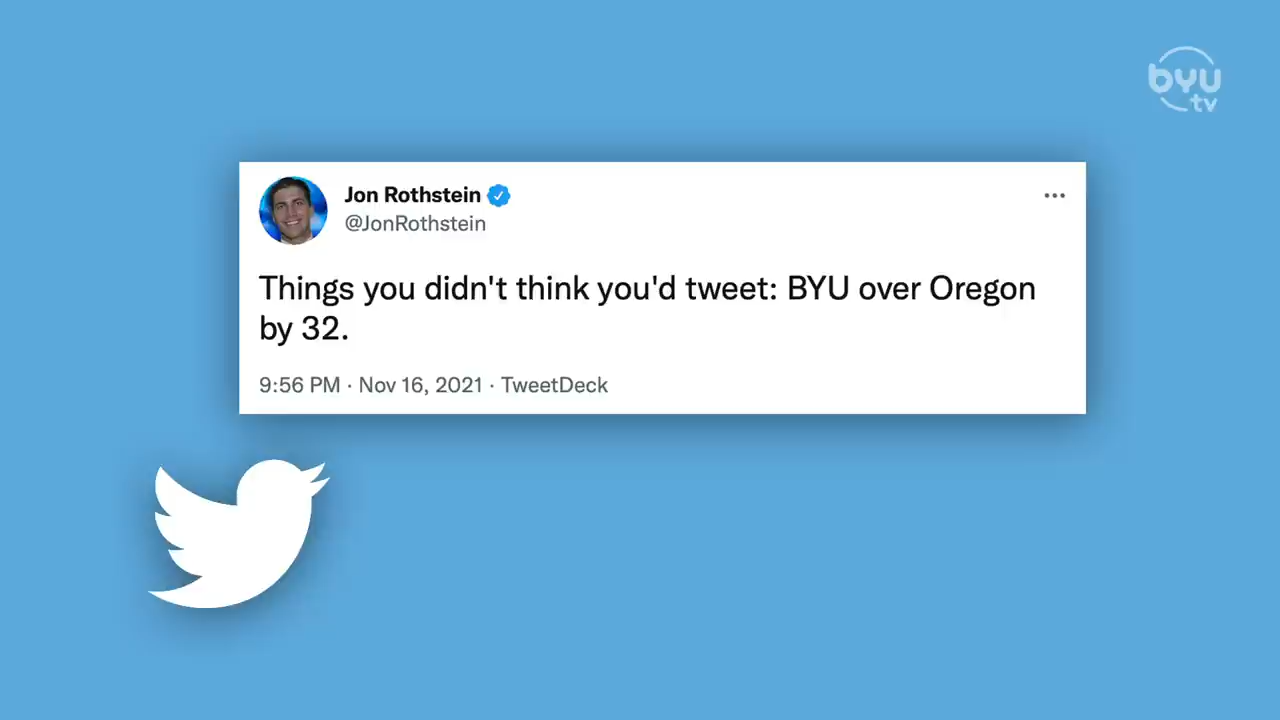 byu
tv
Jon Rothstein
@JonRothstein
Things you didn't think you'd tweet: BYU over Oregon
by 32.
9:56 PM · Nov 16, 2021 · TweetDeck